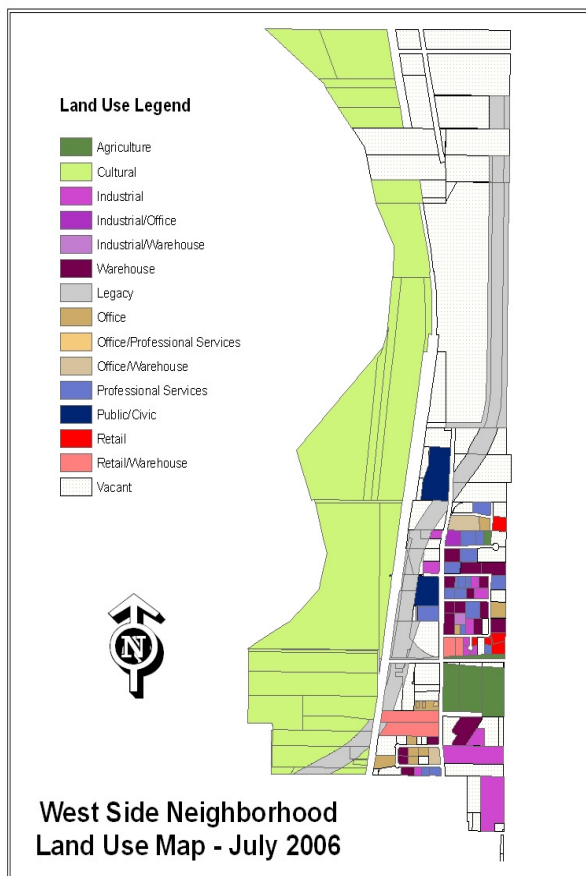 Land Use Legend
Agriculture
Cultural
Industrial
Industrial/Office
Industrial/Warehouse
Warehouse
Legacy
Office
Office/Professional Services
Office/Warehouse
Professional Services
Public/Civic
Retail
Retail/Warehouse
Vacant
N
West Side Neighborhood
Land Use Map - July 2006